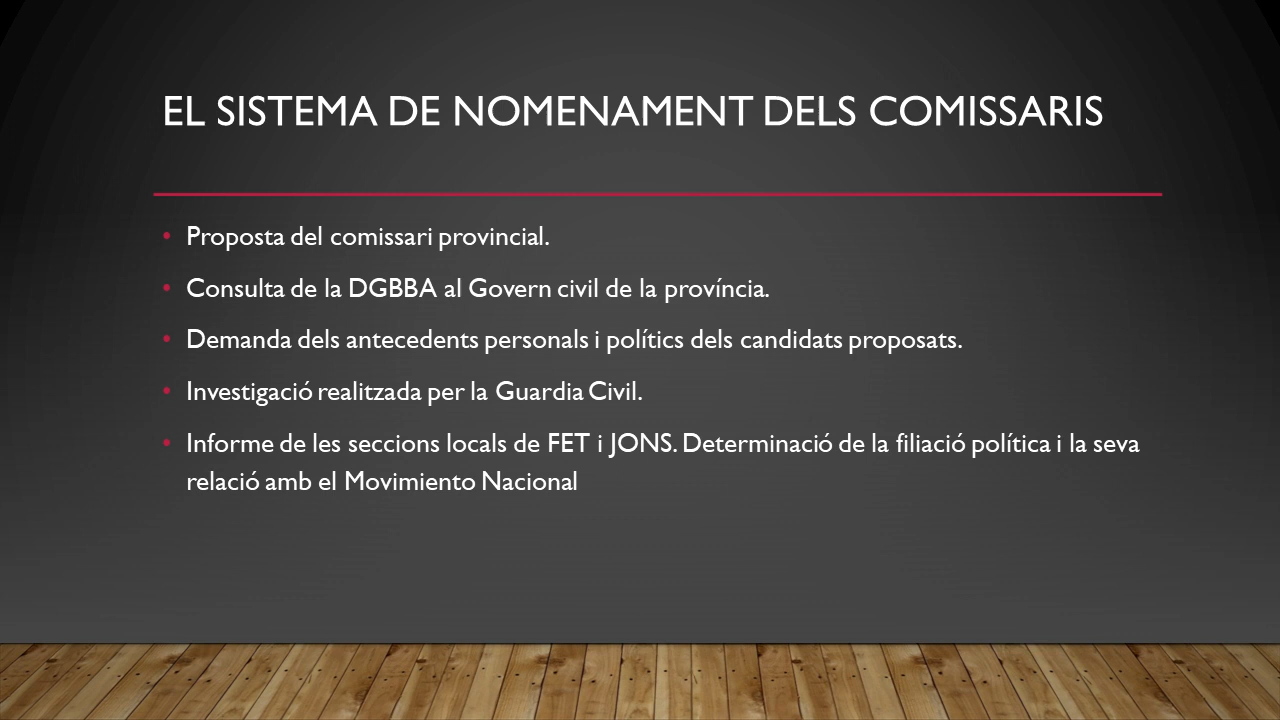 EL SISTEMA DE NOMENAMENT DELS COMISSARIS
• Proposta del comissari provincial.
• Consulta de la DGBBA al Govern civil de la província.
• Demanda dels antecedents personals i polítics dels candidats proposats.
• Investigació realitzada per la Guardia Civil.
• Informe de les seccions locals de FET i JONS. Determinació de la filiació política i la seva
relació amb el Movimiento Nacional